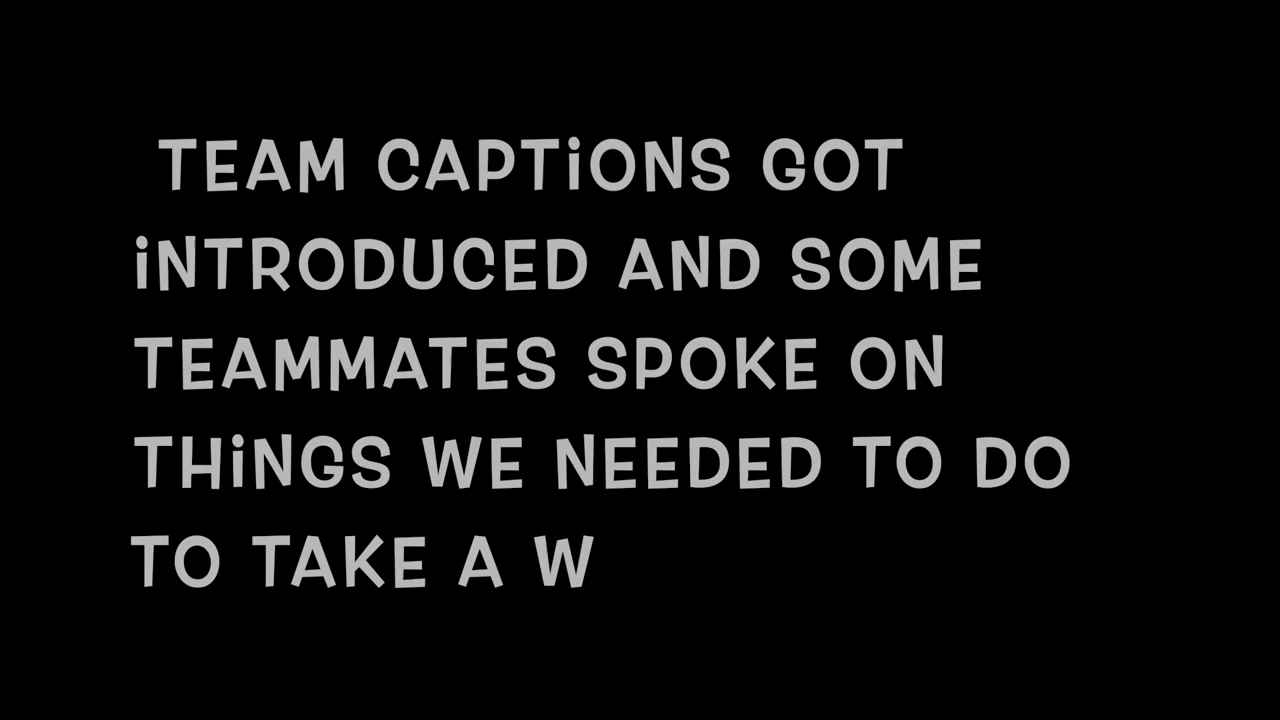 TEAM CAPTiONS GOT
iNTRODUCED AND SOME
TEAMMATES SPOKE ON
THiNGS WE NEEDED TO DO
TO TAKE A W